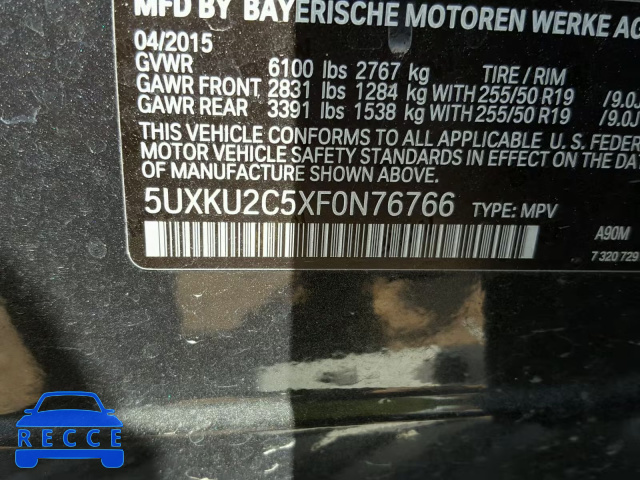 MFD BY BAYERISCHE MOTOREN WERKE AG
04/2015
GVWR 6100 lbs 2767 kg TIRE / RIM
GAWR FRONT 2831 lbs 1284 kg WITH 255/50 R19 /9.0J
GAWR REAR 3391 lbs 1538 kg WITH 255/50 R19 /9.0J
THIS VEHICLE CONFORMS TO ALL APPLICABLE U. S. FEDER
MOTOR VEHICLE SAFETY STANDARDS IN EFFECT ON THE
DATE OF MANUFACTURE SHOWN ABOVE.
5UXKU2C5XF0N76766 TYPE: MPV
A90M
7 320 729
RECCE